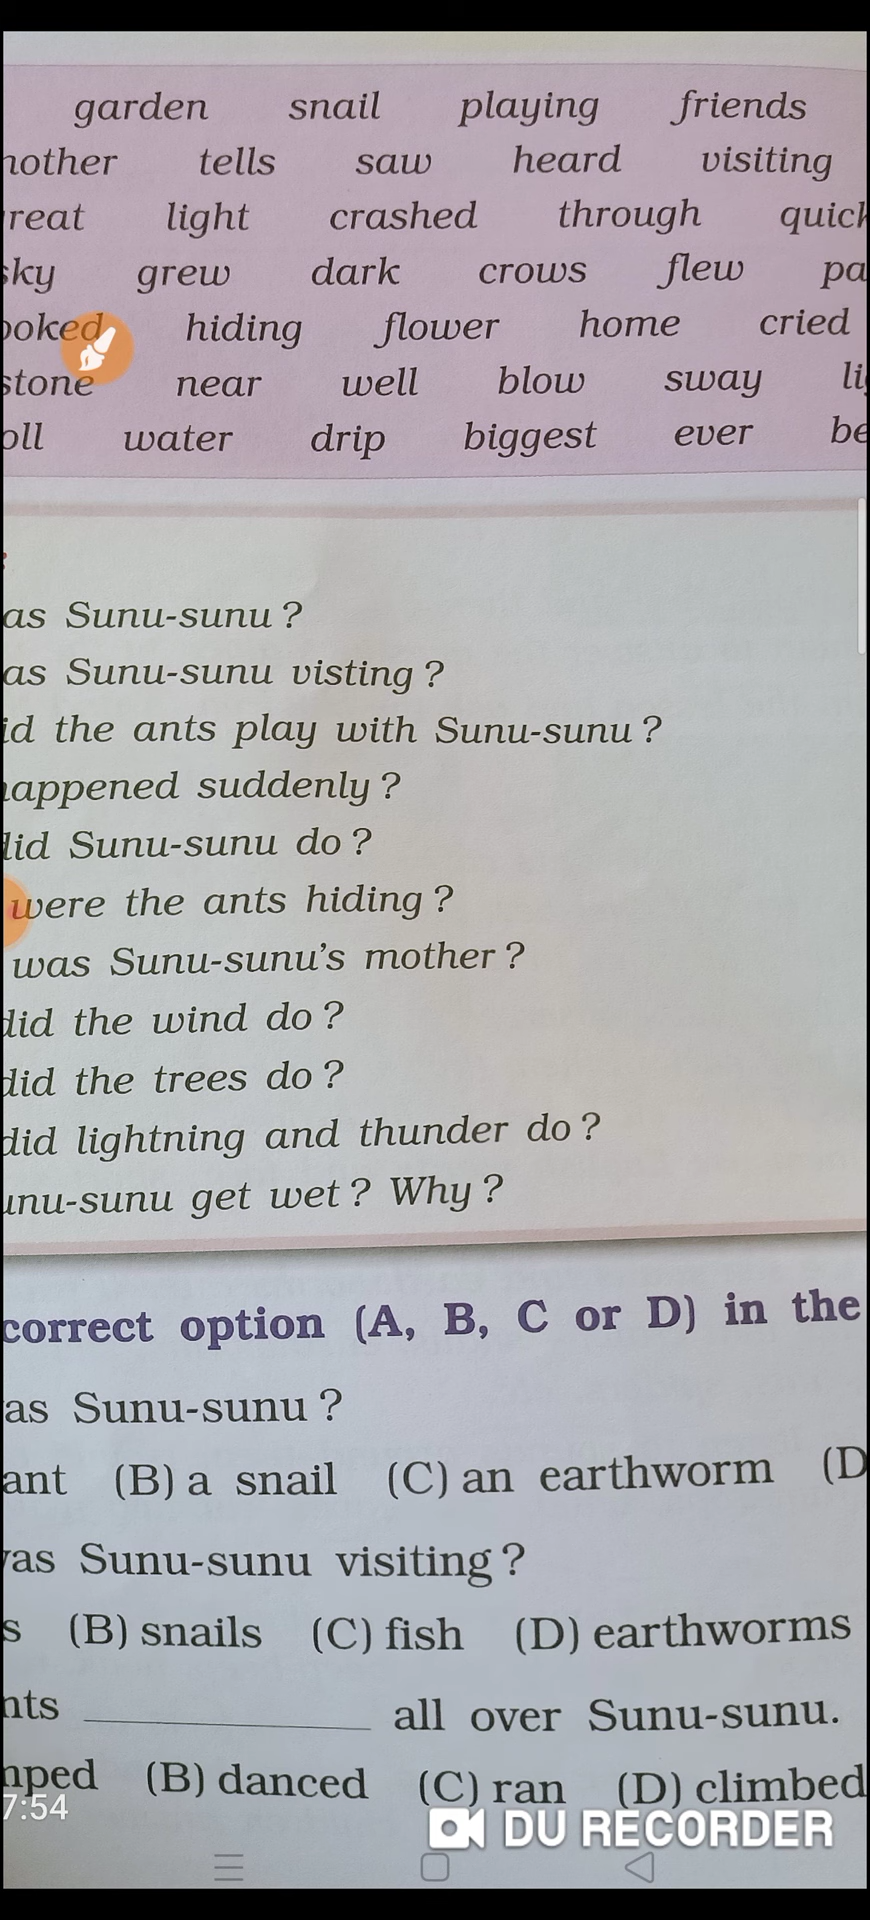 garden snail playing friends
nother tells saw heard visiting
reat light crashed through quick
sky grew dark crows flew pa
ooked hiding flower home cried
stone near well blow sway li
oll water drip biggest ever be
as Sunu-sunu ?
as Sunu-sunu visting ?
id the ants play with Sunu-sunu ?
happened suddenly ?
did Sunu-sunu do ?
were the ants hiding ?
was Sunu-sunu's mother ?
did the wind do ?
did the trees do ?
did lightning and thunder do ?
unu-sunu get wet ? Why ?
correct option (A, B, C or D) in the
as Sunu-sunu ?
ant (B) a snail (C) an earthworm (D
as Sunu-sunu visiting ?
s (B) snails (C) fish (D) earthworms
nts ____________ all over Sunu-sunu.
mped (B) danced (C) ran (D) climbed
7:54
DU RECORDER